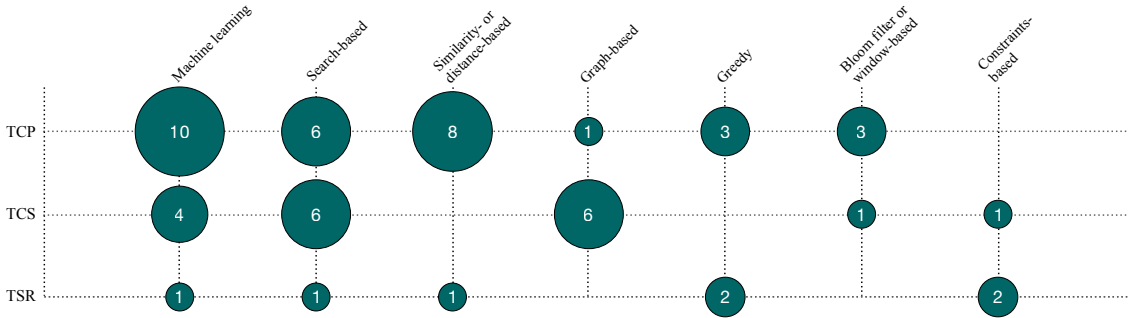 Machine learning
Search-based
Similarity- or
distance-based
Graph-based
Greedy
Bloom filter or
window-based
Constraints-
based
TCP 10 6 8 1 3 3
TCS 4 6 6 1 1
TSR 1 1 1 2 2